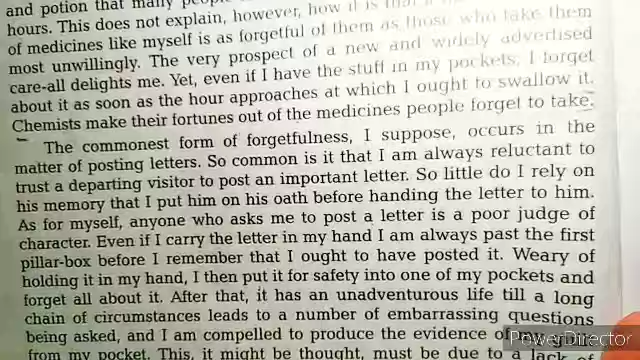 and potion that many
hours. This does not explain, however, how it is that
of medicines like myself is as forgetful of them as those who take them
most unwillingly. The very prospect of a new and widely advertised
care-all delights me. Yet, even if I have the stuff in my pockets, I forget
about it as soon as the hour approaches at which I ought to swallow it.
Chemists make their fortunes out of the medicines people forget to take.
The commonest form of forgetfulness, I suppose, occurs in the
matter of posting letters. So common is it that I am always reluctant to
trust a departing visitor to post an important letter. So little do I rely on
his memory that I put him on his oath before handing the letter to him.
As for myself, anyone who asks me to post a letter is a poor judge of
character. Even if I carry the letter in my hand I am always past the first
pillar-box before I remember that I ought to have posted it. Weary of
holding it in my hand, I then put it for safety into one of my pockets and
forget all about it. After that, it has an unadventurous life till a long
chain of circumstances leads to a number of embarrassing questions
being asked, and I am compelled to produce the evidence of my guilt
from my pocket. This, it might be thought, must be due to a lack of
PowerDirector